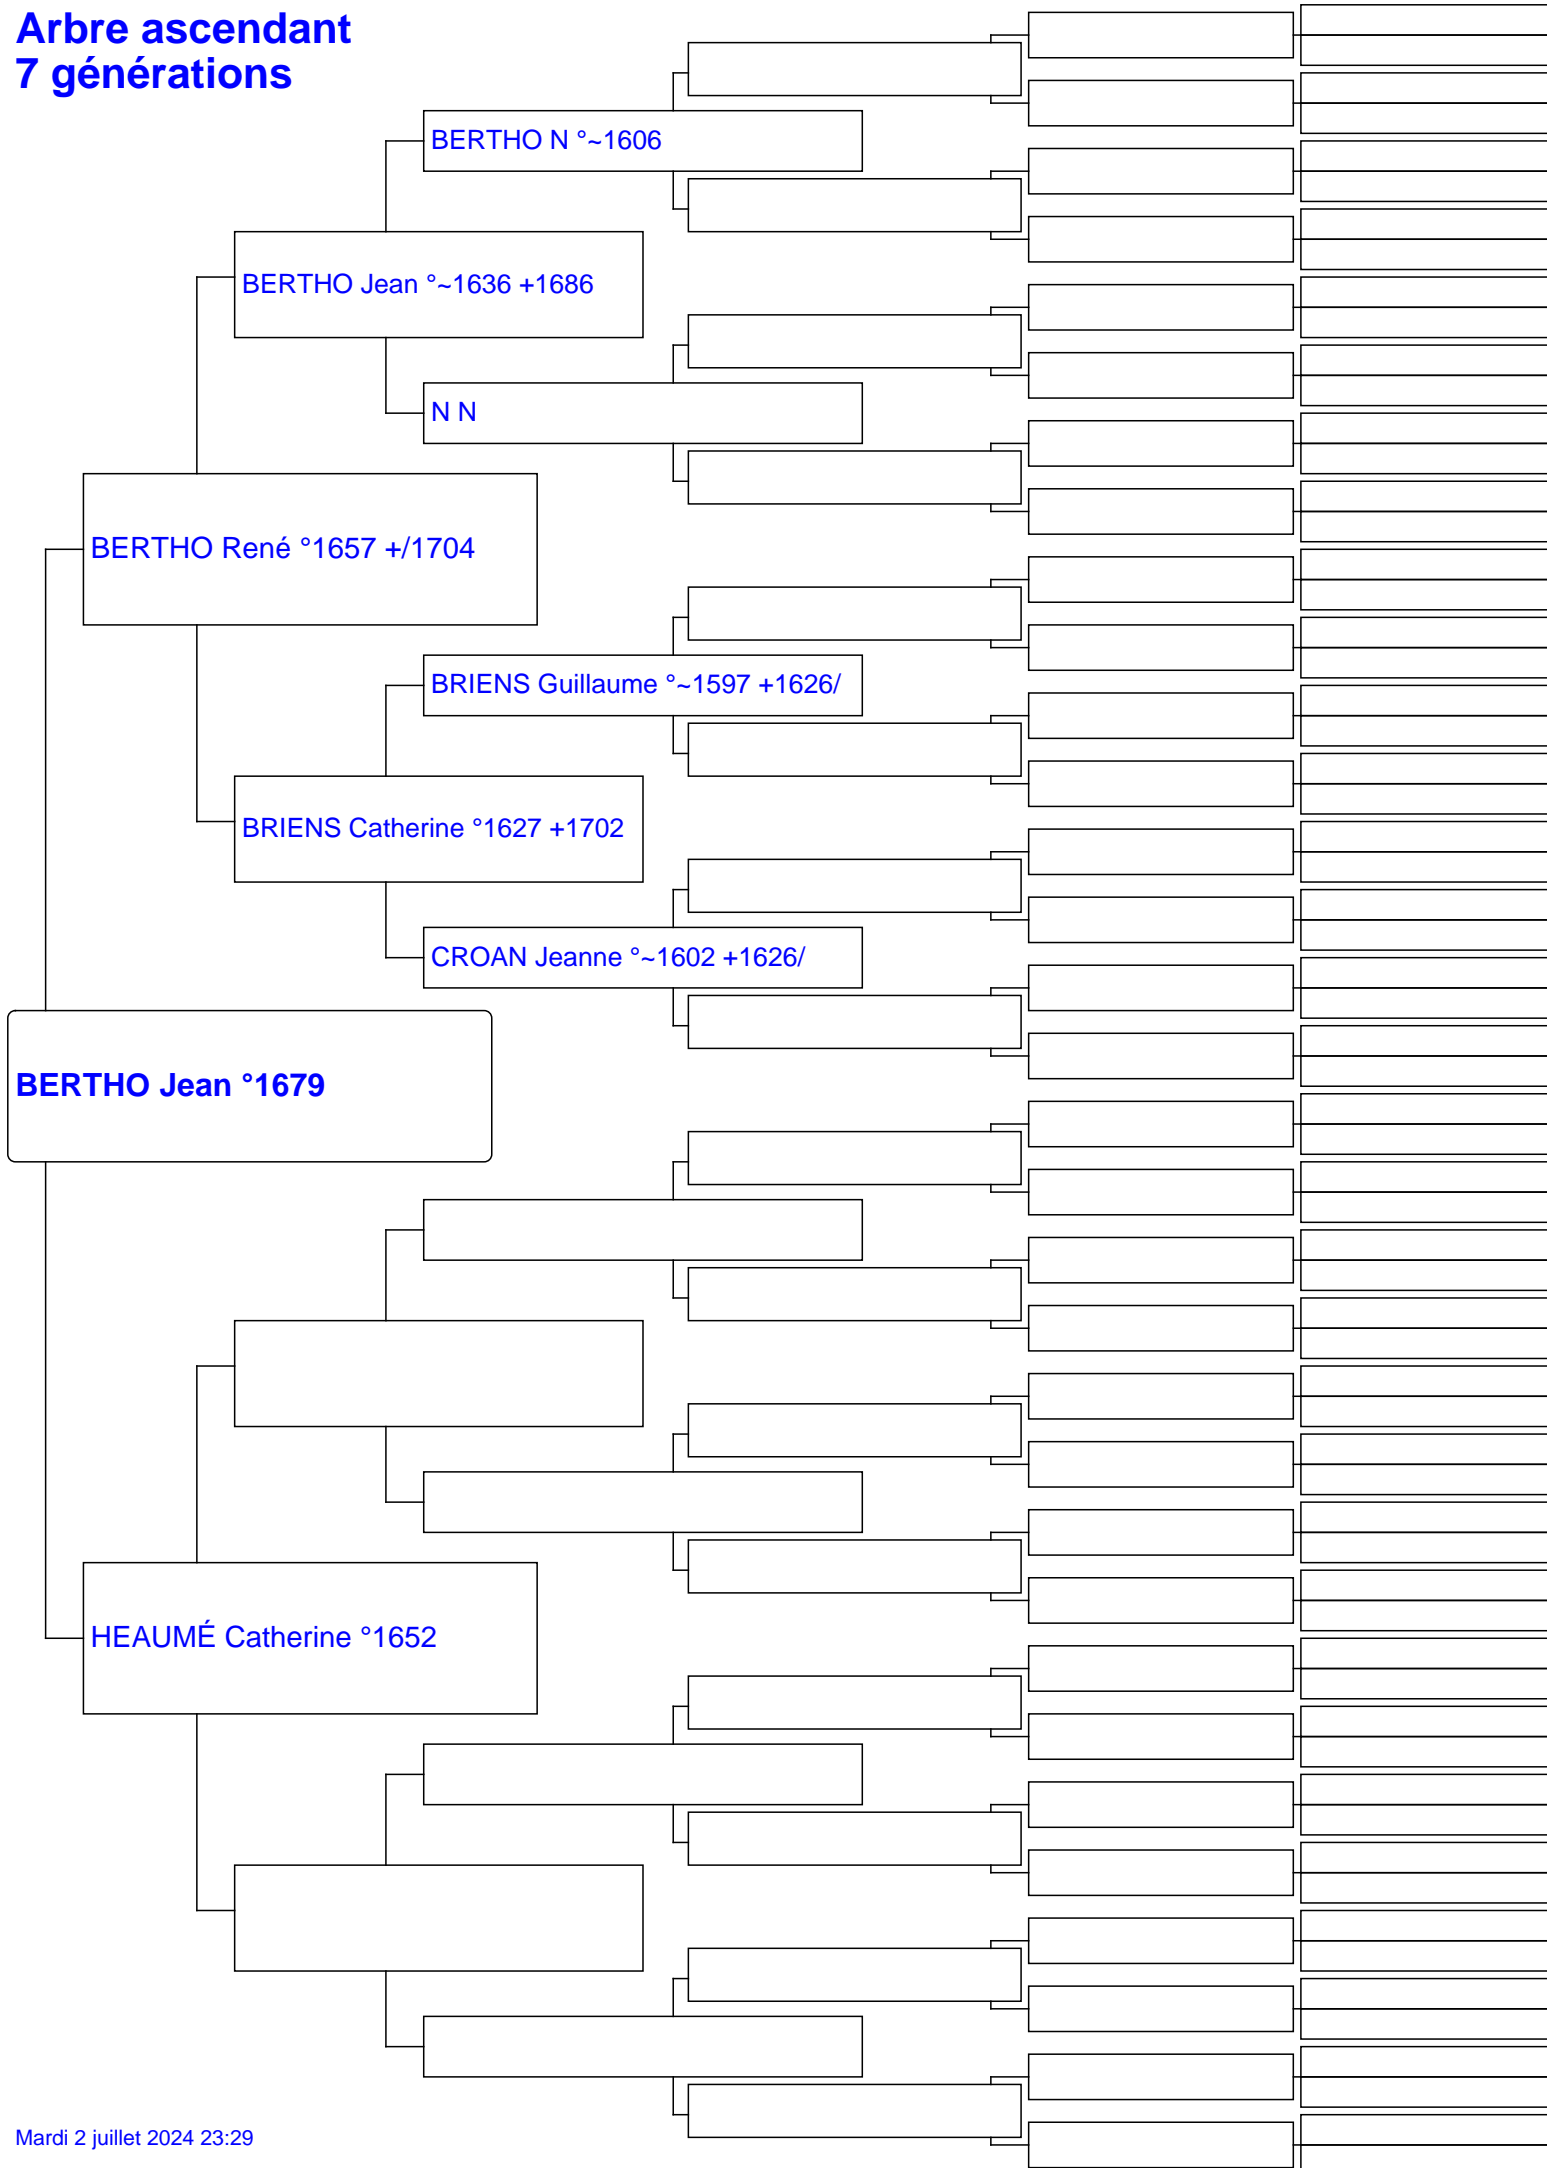 Arbre ascendant
7 générations
BERTHO N °~1606
BERTHO Jean °~1636 +1686
N N
BERTHO René °1657 +/1704
BRIENS Guillaume °~1597 +1626/
BRIENS Catherine °1627 +1702
CROAN Jeanne °~1602 +1626/
BERTHO Jean °1679
HEAUMÉ Catherine °1652
Mardi 2 juillet 2024 23:29